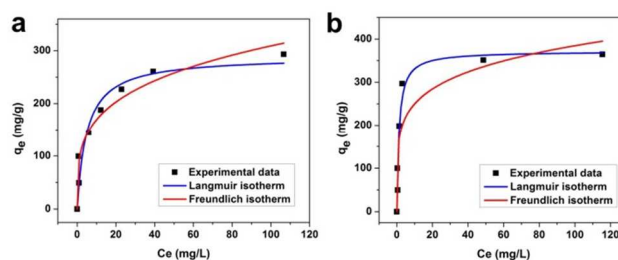 a
qe (mg/g)
300
200
100
0
Experimental data
Langmuir isotherm
Freundlich isotherm
0 20 40 60 80 100 120
Ce (mg/L)
b
qe (mg/g)
400
300
200
100
0
Experimental data
Langmuir isotherm
Freundlich isotherm
0 20 40 60 80 100 120
Ce (mg/L)